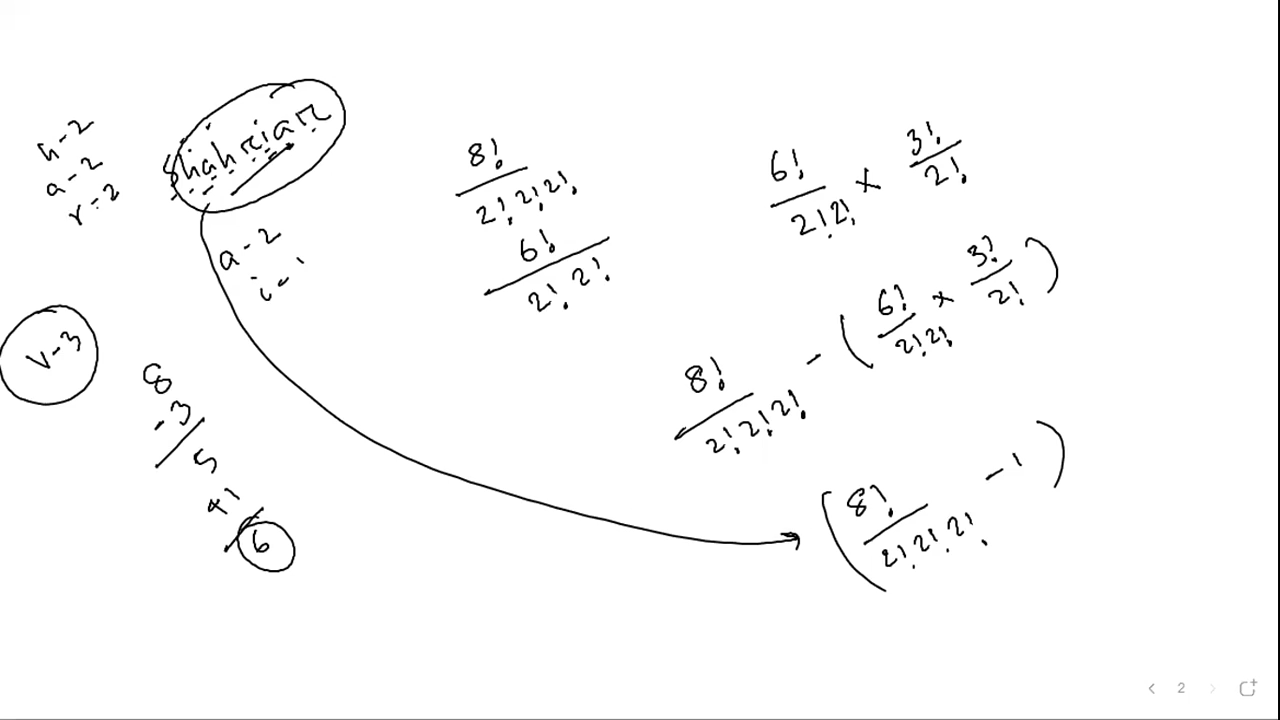 h-2
a-2
r-2
Shahriar
a-2
i-1
V-3
8
-3
5
+1
6
8!
2! 2! 2!
6!
2! 2!
6!/2! 2! × 3!/2!
8!/2! 2! 2! - (6!/2! 2! × 3!/2!)
(8!/2! 2! 2! - 1)
2